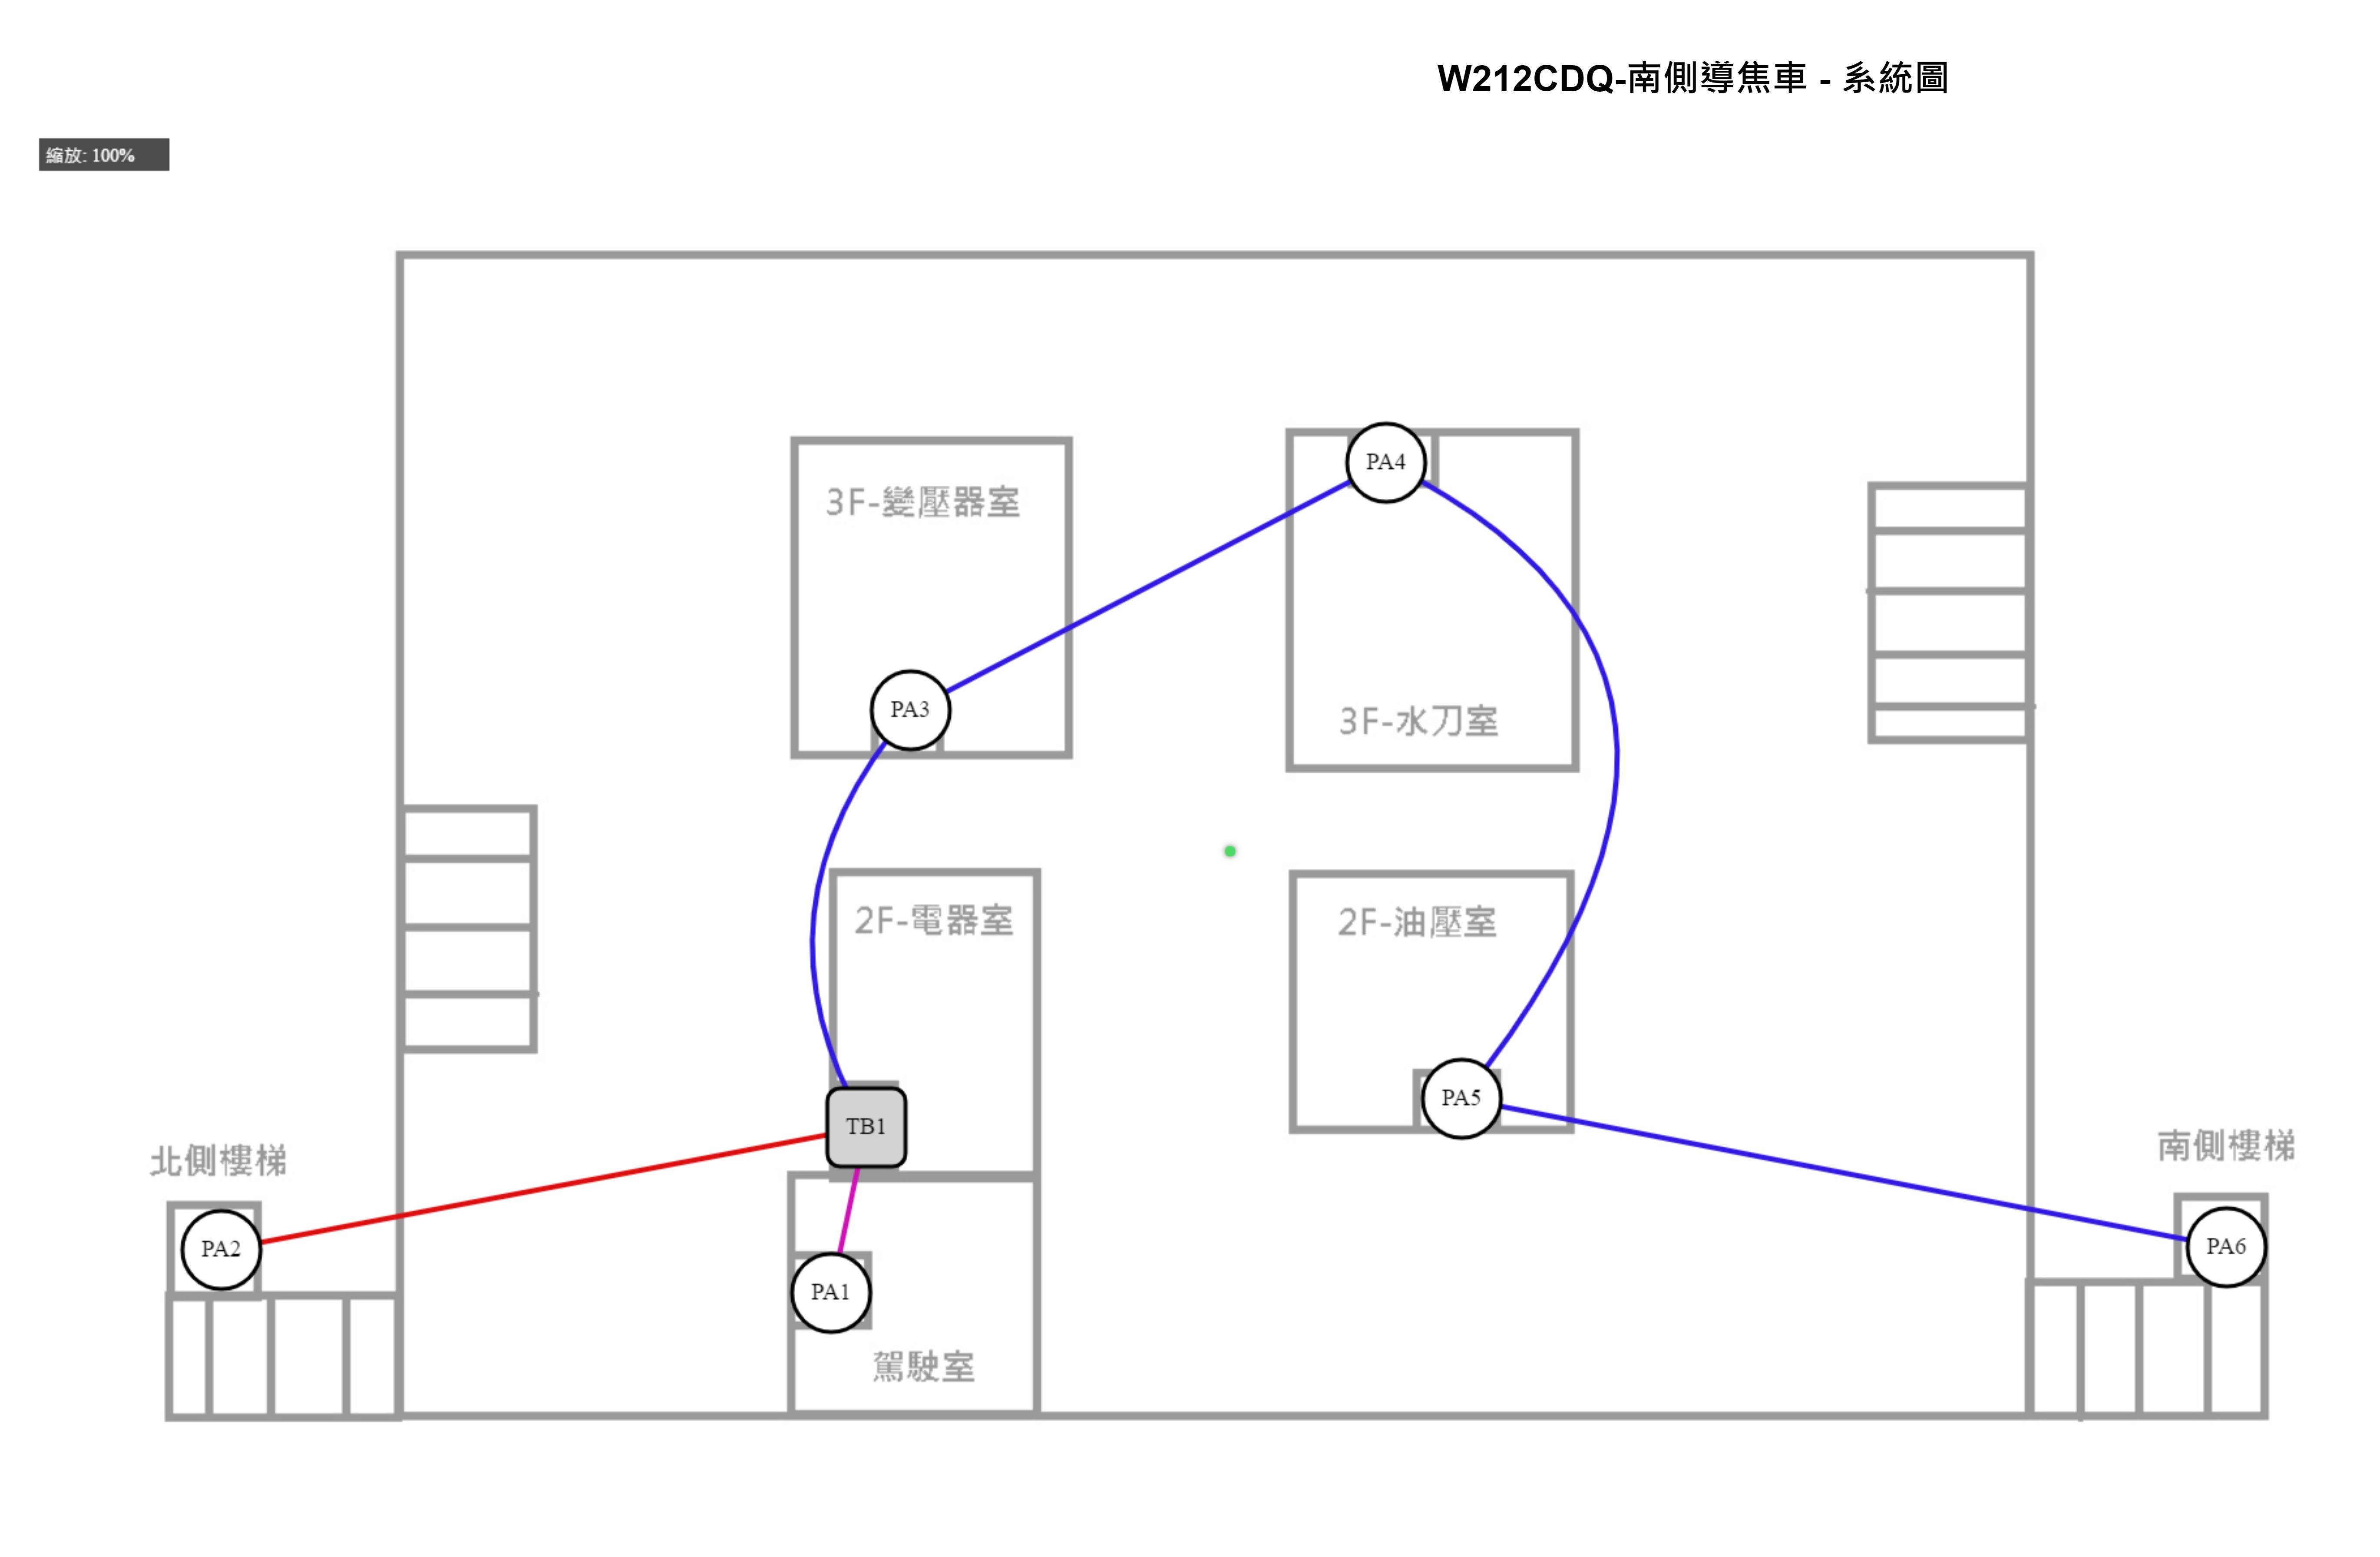 W212CDQ-南側導焦車 - 系統圖
縮放: 100%
PA4
3F-變壓器室
PA3
3F-水刀室
2F-電器室
2F-油壓室
PA5
TB1
北側樓梯
南側樓梯
PA2
PA6
PA1
駕駛室